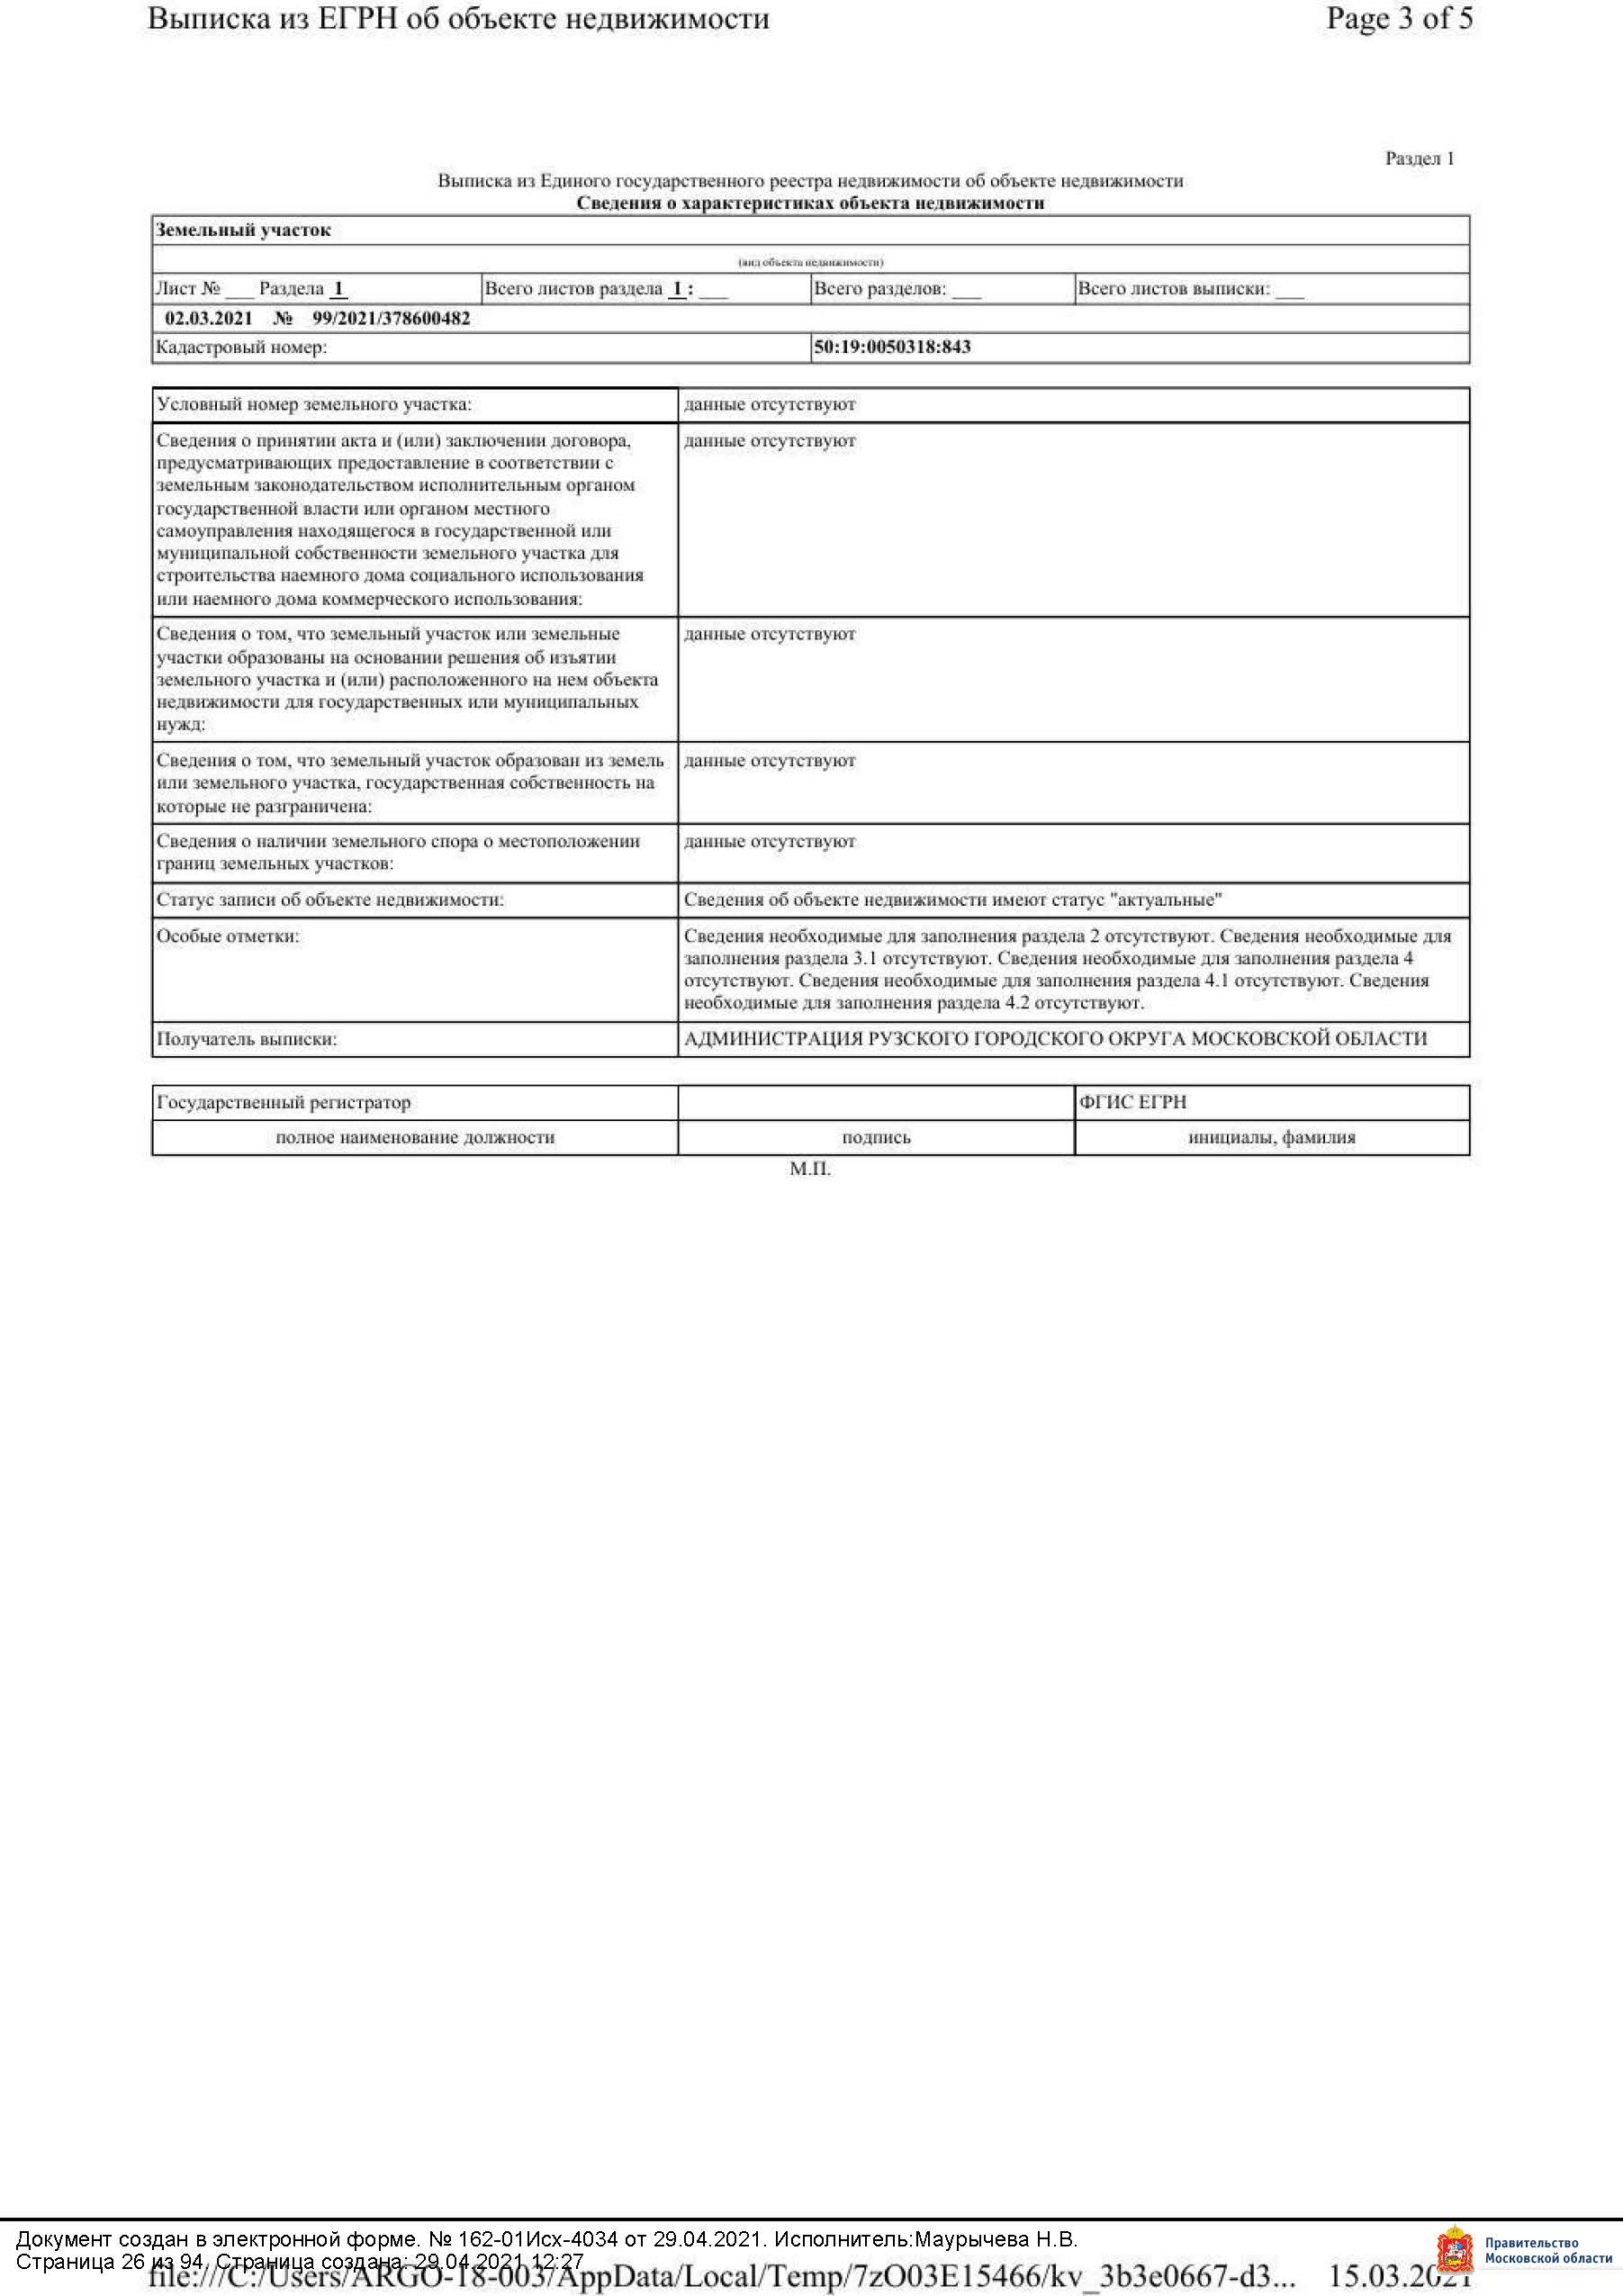 Выписка из ЕГРН об объекте недвижимости Page 3 of 5
Раздел 1
Выписка из Единого государственного реестра недвижимости об объекте недвижимости
Сведения о характеристиках объекта недвижимости
Земельный участок
(вид объекта недвижимости)
Лист № ___ Раздела 1 Всего листов раздела 1 : ___ Всего разделов: ___ Всего листов выписки: ___
02.03.2021 № 99/2021/378600482
Кадастровый номер: 50:19:0050318:843
Условный номер земельного участка: данные отсутствуют
Сведения о принятии акта и (или) заключении договора, данные отсутствуют
предусматривающих предоставление в соответствии с
земельным законодательством исполнительным органом
государственной власти или органом местного
самоуправления находящегося в государственной или
муниципальной собственности земельного участка для
строительства наемного дома социального использования
или наемного дома коммерческого использования:
Сведения о том, что земельный участок или земельные данные отсутствуют
участки образованы на основании решения об изъятии
земельного участка и (или) расположенного на нем объекта
недвижимости для государственных или муниципальных
нужд:
Сведения о том, что земельный участок образован из земель данные отсутствуют
или земельного участка, государственная собственность на
которые не разграничена:
Сведения о наличии земельного спора о местоположении данные отсутствуют
границ земельных участков:
Статус записи об объекте недвижимости: Сведения об объекте недвижимости имеют статус "актуальные"
Особые отметки: Сведения необходимые для заполнения раздела 2 отсутствуют. Сведения необходимые для
заполнения раздела 3.1 отсутствуют. Сведения необходимые для заполнения раздела 4
отсутствуют. Сведения необходимые для заполнения раздела 4.1 отсутствуют. Сведения
необходимые для заполнения раздела 4.2 отсутствуют.
Получатель выписки: АДМИНИСТРАЦИЯ РУЗСКОГО ГОРОДСКОГО ОКРУГА МОСКОВСКОЙ ОБЛАСТИ
Государственный регистратор ФГИС ЕГРН
полное наименование должности подпись инициалы, фамилия
М.П.
Документ создан в электронной форме. № 162-01Исх-4034 от 29.04.2021. Исполнитель:Маурычева Н.В.
Страница 26 из 94. Страница создана: 29.04.2021 12:27
file:///C:/Users/ARGO-18-003/AppData/Local/Temp/7zO03E15466/kv_3b3e0667-d3... 15.03.2021
Правительство
Московской области